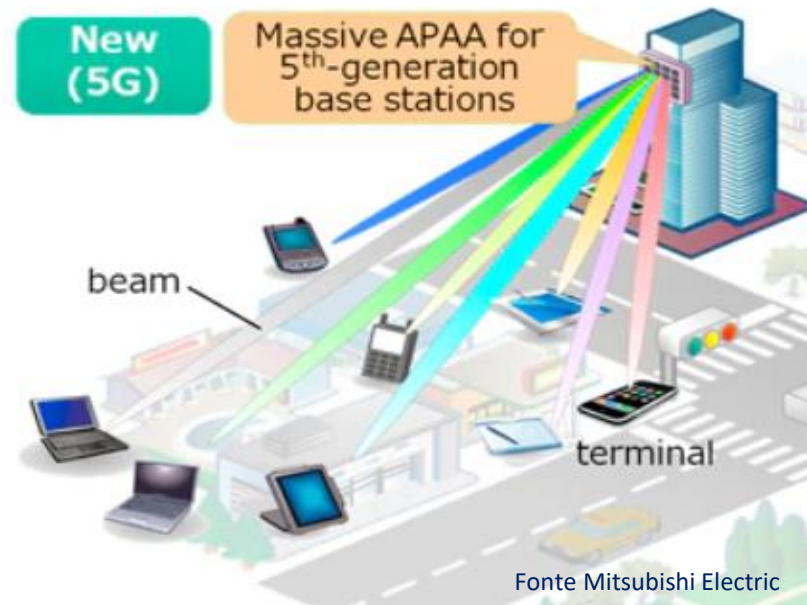 New
(5G)
Massive APAA for
5th-generation
base stations
beam
terminal
Fonte Mitsubishi Electric